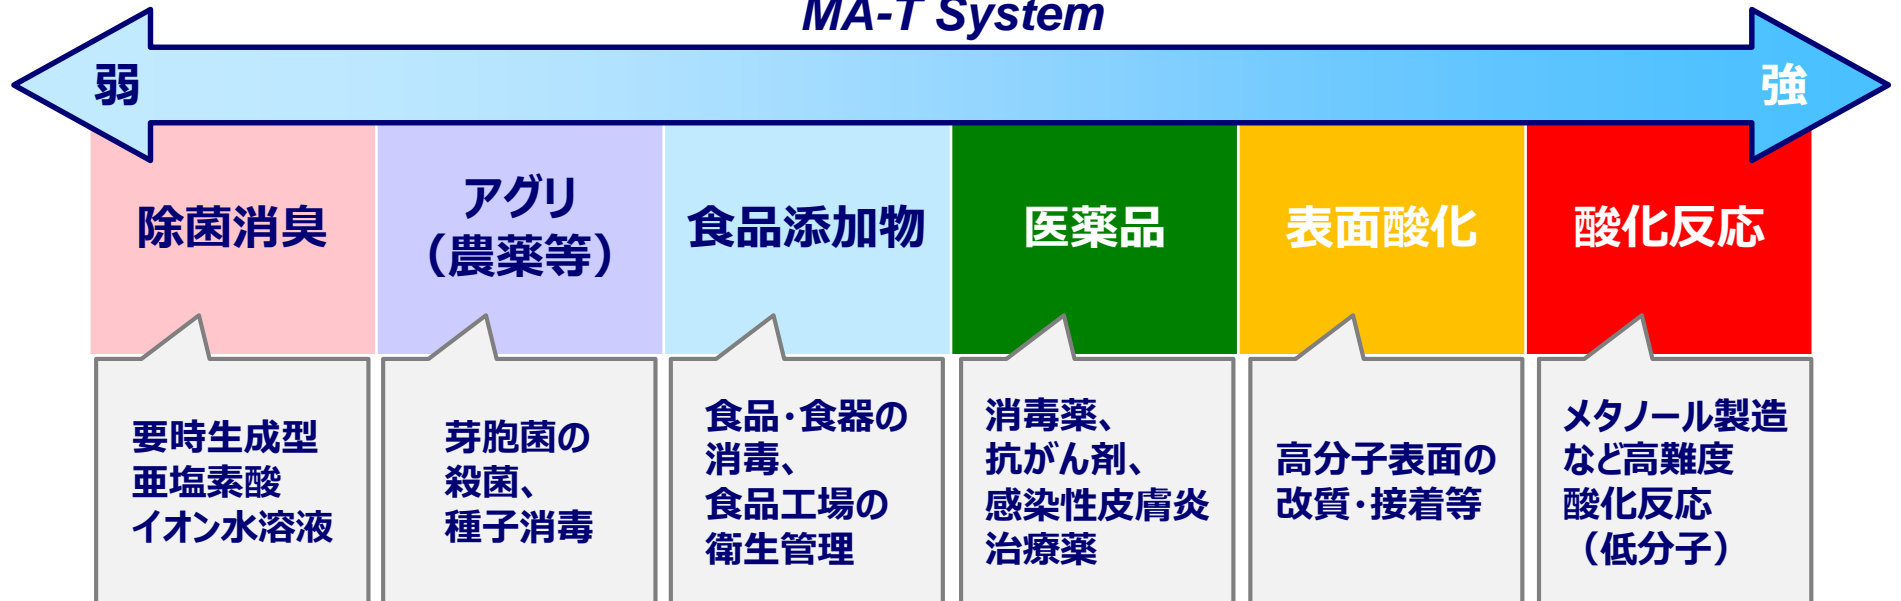 MA-T System
弱
強
除菌消臭
アグリ
（農薬等）
食品添加物
医薬品
表面酸化
酸化反応
要時生成型
亜塩素酸
イオン水溶液
芽胞菌の
殺菌、
種子消毒
食品・食器の
消毒、
食品工場の
衛生管理
消毒薬、
抗がん剤、
感染性皮膚炎
治療薬
高分子表面の
改質・接着等
メタノール製造
など高難度
酸化反応
（低分子）